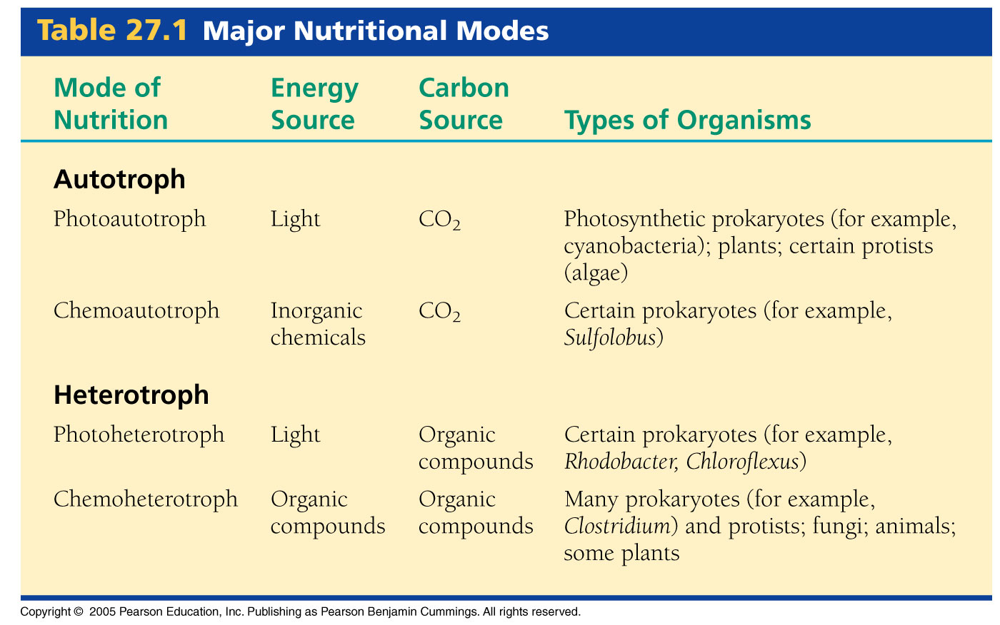 Table 27.1 Major Nutritional Modes
Mode of Nutrition Energy Source Carbon Source Types of Organisms
Autotroph
Photoautotroph Light CO₂ Photosynthetic prokaryotes (for example,
cyanobacteria); plants; certain protists
(algae)
Chemoautotroph Inorganic chemicals CO₂ Certain prokaryotes (for example,
Sulfolobus)
Heterotroph
Photoheterotroph Light Organic compounds Certain prokaryotes (for example,
Rhodobacter, Chloroflexus)
Chemoheterotroph Organic compounds Organic compounds Many prokaryotes (for example,
Clostridium) and protists; fungi; animals;
some plants
Copyright © 2005 Pearson Education, Inc. Publishing as Pearson Benjamin Cummings. All rights reserved.